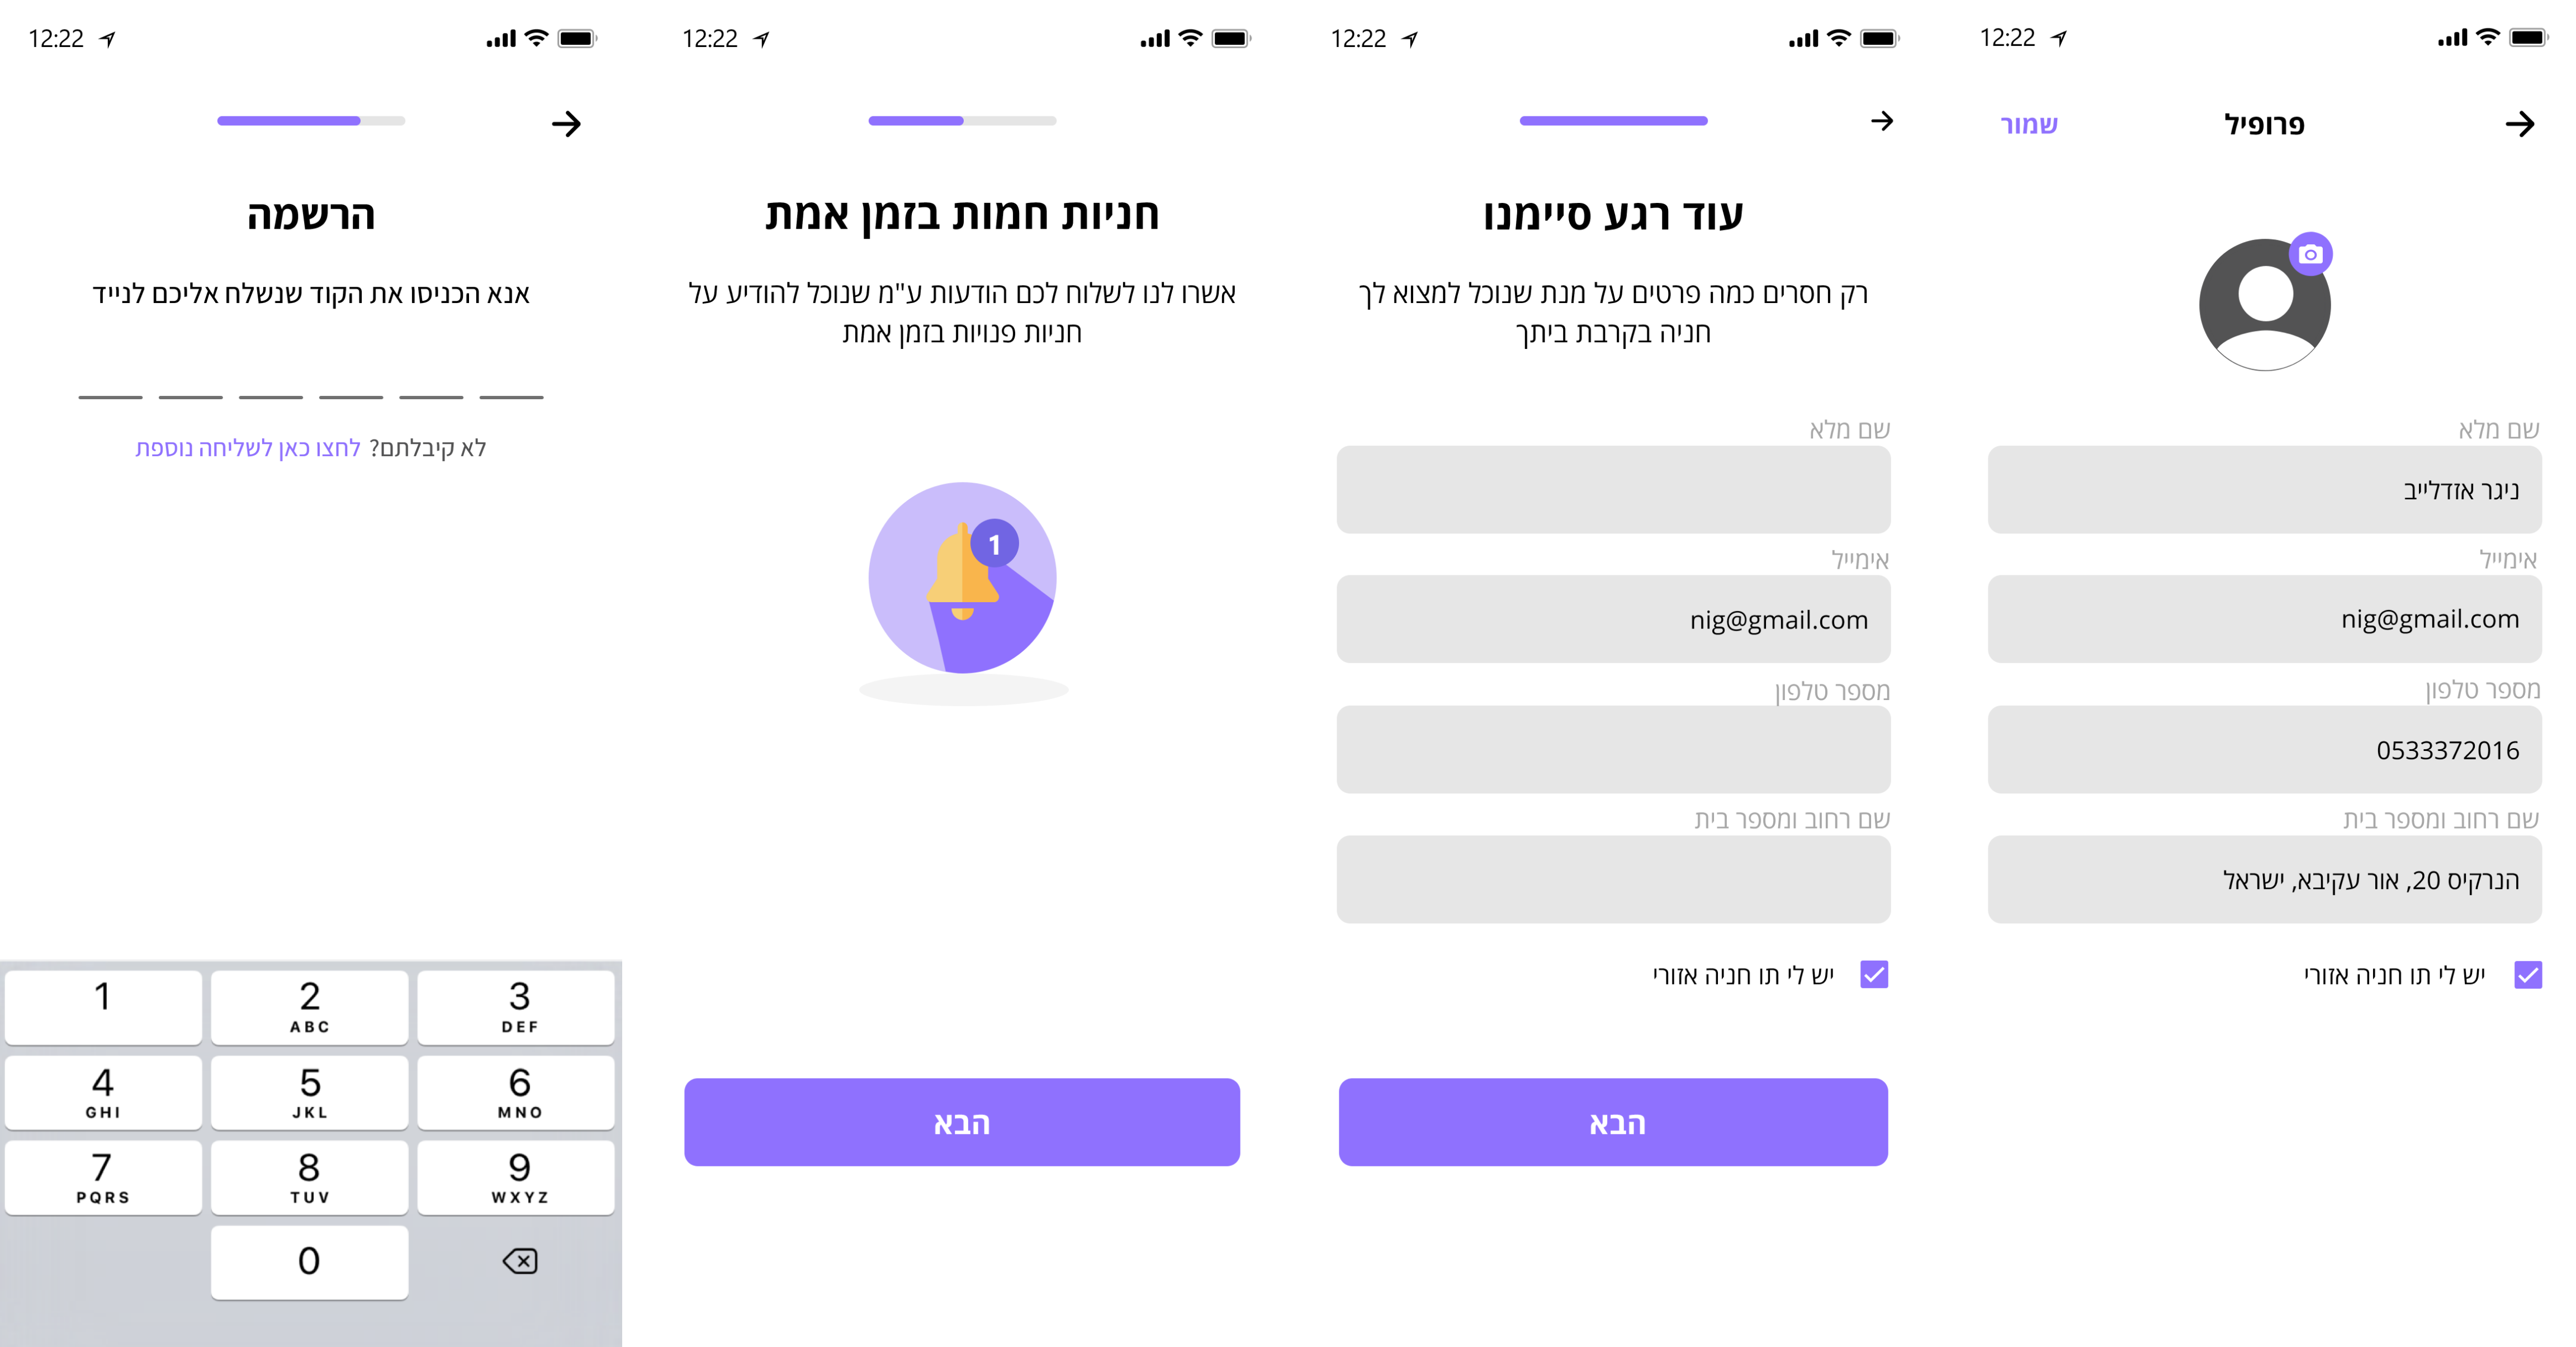 12:22
הרשמה
אנא הכניסו את הקוד שנשלח אליכם לנייד
לא קיבלתם? לחצו כאן לשליחה נוספת
1
2
ABC
3
DEF
4
GHI
5
JKL
6
MNO
7
PQRS
8
TUV
9
WXYZ
0
12:22
חניות חמות בזמן אמת
אשרו לנו לשלוח לכם הודעות ע"מ שנוכל להודיע על
חניות פנויות בזמן אמת
1
הבא
12:22
עוד רגע סיימנו
רק חסרים כמה פרטים על מנת שנוכל למצוא לך
חניה בקרבת ביתך
שם מלא
אימייל
nig@gmail.com
מספר טלפון
שם רחוב ומספר בית
יש לי תו חניה אזורי
הבא
12:22
פרופיל
שמור
שם מלא
ניגר אזדלייב
אימייל
nig@gmail.com
מספר טלפון
0533372016
שם רחוב ומספר בית
הנרקיס 20, אור עקיבא, ישראל
יש לי תו חניה אזורי